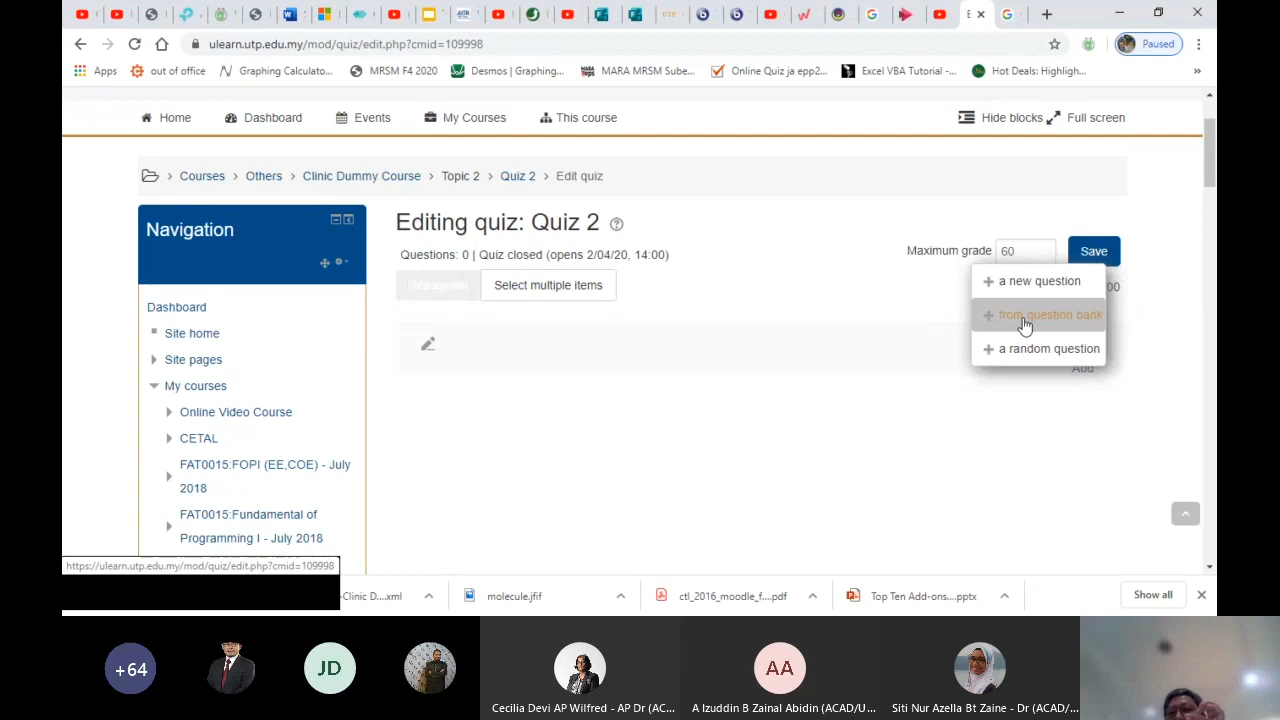 UTP
ulearn.utp.edu.my/mod/quiz/edit.php?cmid=109998
Paused
Apps
out of office
Graphing Calculato...
MRSM F4 2020
Desmos | Graphing...
MARA MRSM Sube...
Online Quiz ja epp2...
Excel VBA Tutorial -...
Hot Deals: Highligh...
»
Home
Dashboard
Events
My Courses
This course
Hide blocks
Full screen
Courses > Others > Clinic Dummy Course > Topic 2 > Quiz 2 > Edit quiz
Navigation
Editing quiz: Quiz 2
Questions: 0 | Quiz closed (opens 2/04/20, 14:00)
Maximum grade 60
Save
Repaginate
Select multiple items
+ a new question
00
+ from question bank
+ a random question
Add
Dashboard
Site home
Site pages
My courses
Online Video Course
CETAL
FAT0015:FOPI (EE,COE) - July
2018
FAT0015:Fundamental of
Programming I - July 2018
https://ulearn.utp.edu.my/mod/quiz/edit.php?cmid=109998
-Clinic D....xml
molecule.jfif
ctl_2016_moodle_f....pdf
Top Ten Add-ons....pptx
Show all
+64
JD
AA
Cecilia Devi AP Wilfred - AP Dr (AC...
A Izuddin B Zainal Abidin (ACAD/U...
Siti Nur Azella Bt Zaine - Dr (ACAD/...